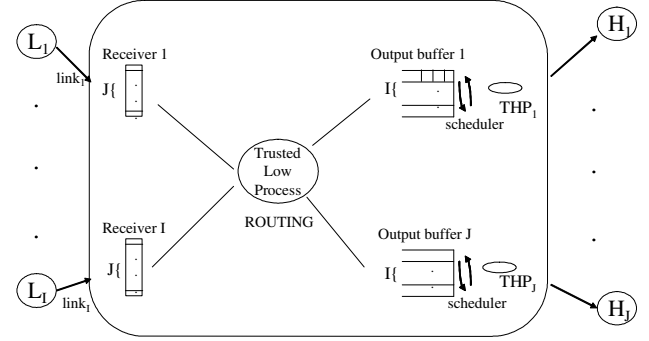 L1
link1
Receiver 1
J{
Output buffer 1
I{
scheduler
THP1
H1
Trusted
Low
Process
ROUTING
Receiver I
J{
LI
linkI
Output buffer J
I{
scheduler
THPJ
HJ